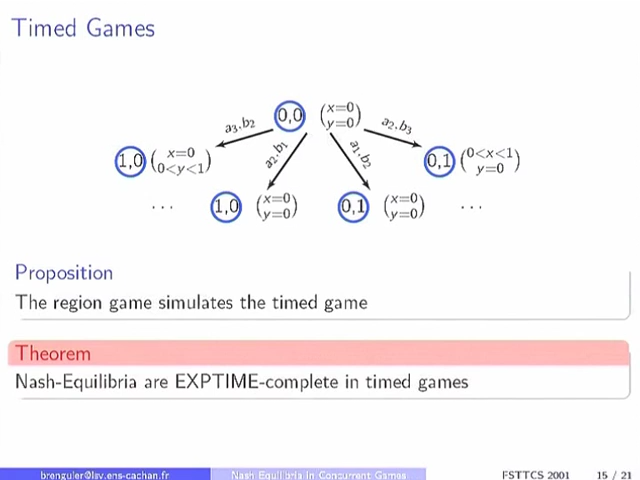 Timed Games
0,0 (x=0 y=0)
a₃,b₂ a₂,b₁ a₁,b₂ a₂,b₃
1,0 (x=0 0<y<1) 0,1 (0<x<1 y=0)
... 1,0 (x=0 y=0) 0,1 (x=0 y=0) ...
Proposition
The region game simulates the timed game
Theorem
Nash-Equilibria are EXPTIME-complete in timed games
brenguier@lsv.ens-cachan.fr Nash Equilibria in Concurrent Games FSTTCS 2001 15 / 21